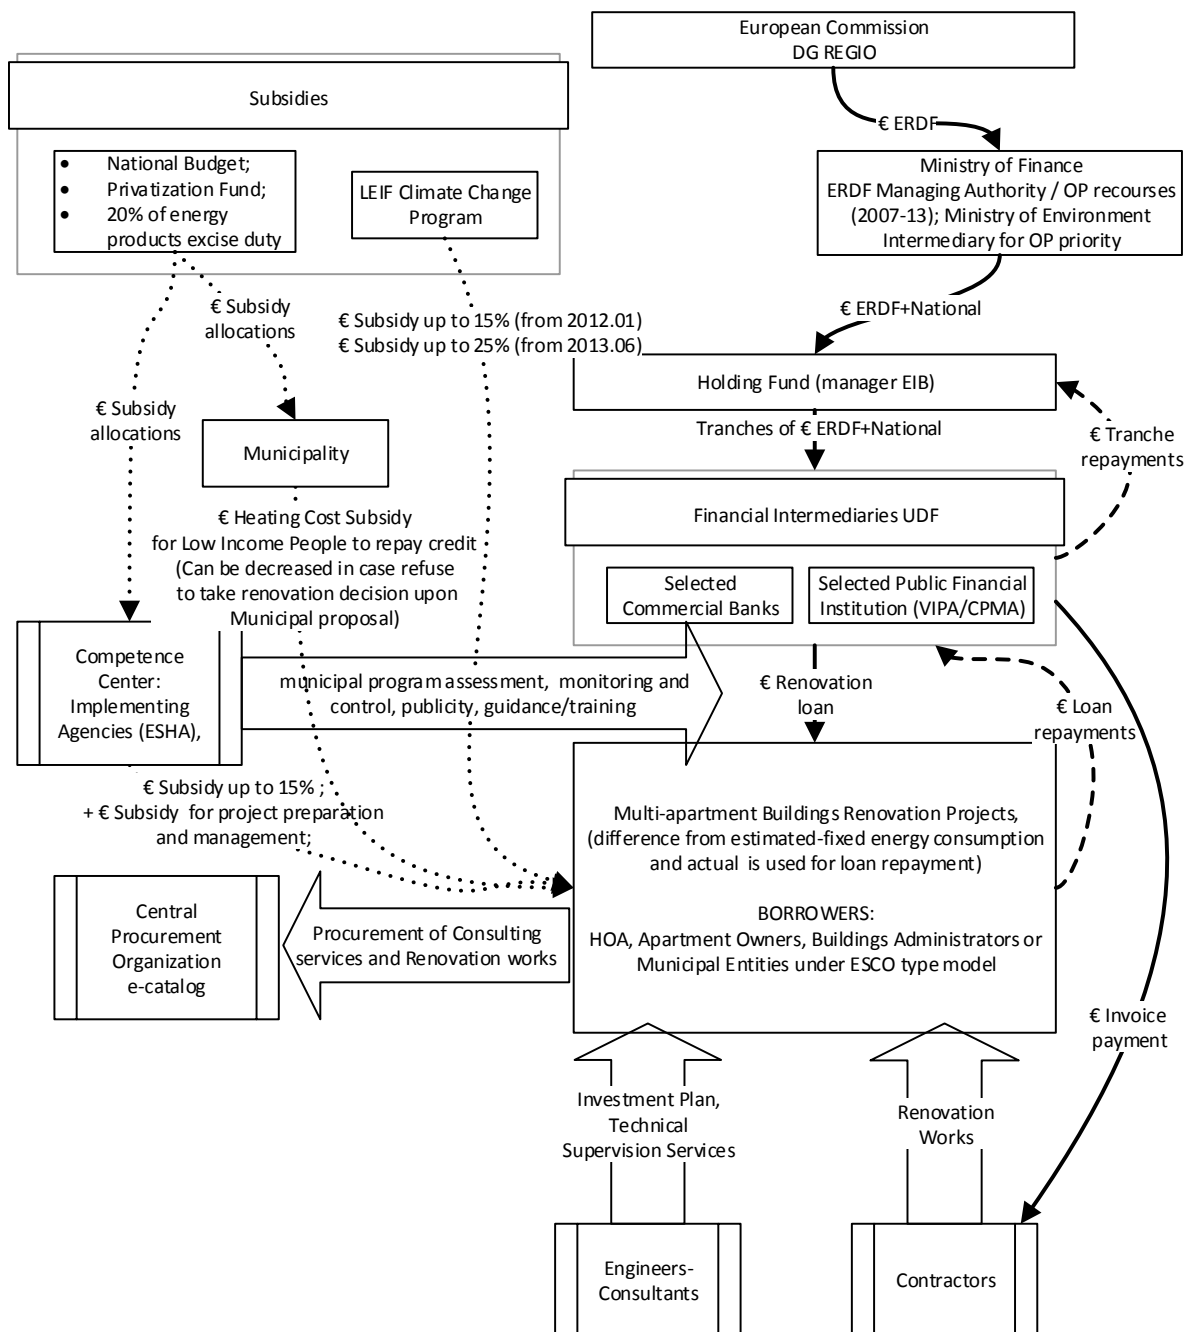 European Commission
DG REGIO
Subsidies
€ ERDF
• National Budget;
• Privatization Fund;
• 20% of energy
products excise duty
LEIF Climate Change
Program
Ministry of Finance
ERDF Managing Authority / OP recourses
(2007-13); Ministry of Environment
Intermediary for OP priority
€ Subsidy
allocations
€ Subsidy up to 15% (from 2012.01)
€ Subsidy up to 25% (from 2013.06)
€ ERDF+National
Holding Fund (manager EIB)
€ Subsidy
allocations
Municipality
Tranches of € ERDF+National
€ Tranche
repayments
€ Heating Cost Subsidy
for Low Income People to repay credit
(Can be decreased in case refuse
to take renovation decision upon
Municipal proposal)
Financial Intermediaries UDF
Selected
Commercial Banks
Selected Public Financial
Institution (VIPA/CPMA)
Competence
Center:
Implementing
Agencies (ESHA),
municipal program assessment, monitoring and
control, publicity, guidance/training
€ Renovation
loan
€ Loan
repayments
€ Subsidy up to 15% ;
+ € Subsidy for project preparation
and management;
Multi-apartment Buildings Renovation Projects,
(difference from estimated-fixed energy consumption
and actual is used for loan repayment)
BORROWERS:
HOA, Apartment Owners, Buildings Administrators or
Municipal Entities under ESCO type model
Central
Procurement
Organization
e-catalog
Procurement of Consulting
services and Renovation works
€ Invoice
payment
Investment Plan,
Technical
Supervision Services
Renovation
Works
Engineers-
Consultants
Contractors